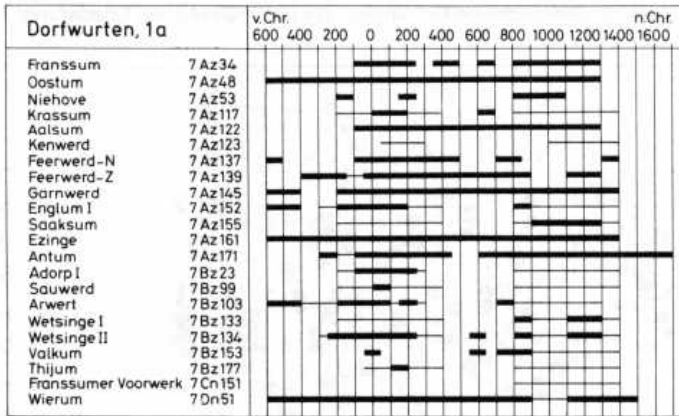 Dorfwurten, 1a
v.Chr. n.Chr.
600 400 200 0 200 400 600 800 1000 1200 1400 1600
Franssum 7Az34
Oostum 7Az48
Niehove 7Az53
Krassum 7Az117
Aalsum 7Az122
Kenwerd 7Az123
Feerwerd-N 7Az137
Feerwerd-Z 7Az139
Garnwerd 7Az145
Englum I 7Az152
Saaksum 7Az155
Ezinge 7Az161
Antum 7Az171
Adorp I 7Bz23
Sauwerd 7Bz99
Arwert 7Bz103
Wetsinge I 7Bz133
Wetsinge II 7Bz134
Valkum 7Bz153
Thijum 7Bz177
Franssumer Voorwerk 7Cn151
Wierum 7Dn51